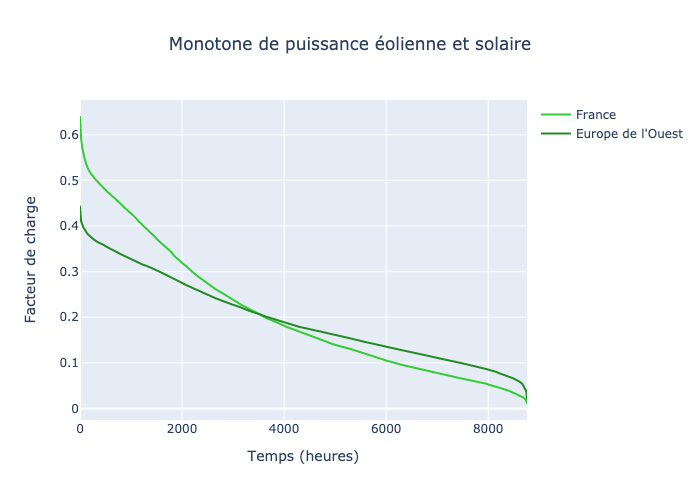 Monotone de puissance éolienne et solaire
France
Europe de l'Ouest
Facteur de charge
0.6
0.5
0.4
0.3
0.2
0.1
0
0 2000 4000 6000 8000
Temps (heures)